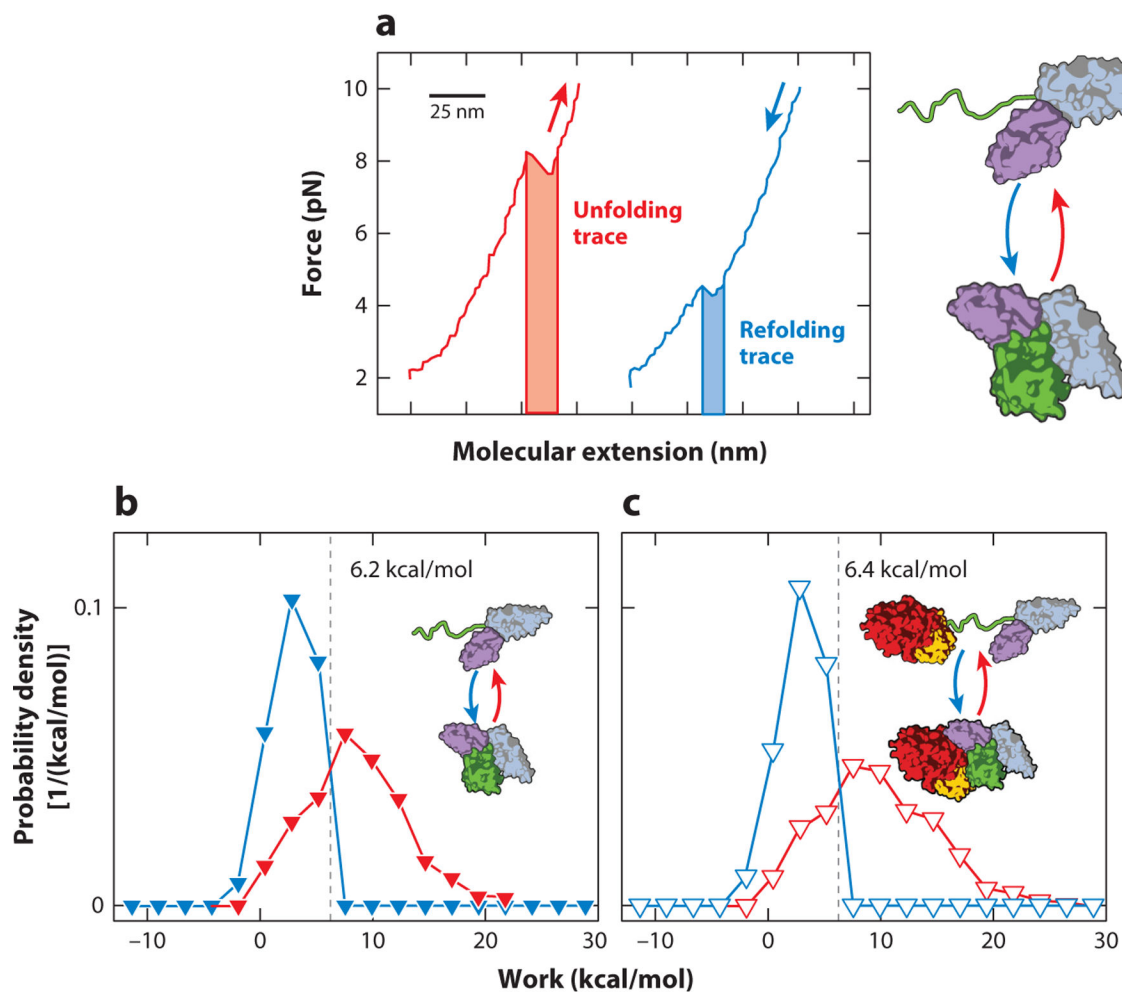 a
10
8
6
4
2
Force (pN)
25 nm
Unfolding
trace
Refolding
trace
Molecular extension (nm)
b
c
Probability density
[1/(kcal/mol)]
0.1
0
6.2 kcal/mol
6.4 kcal/mol
–10 0 10 20 30
–10 0 10 20 30
Work (kcal/mol)